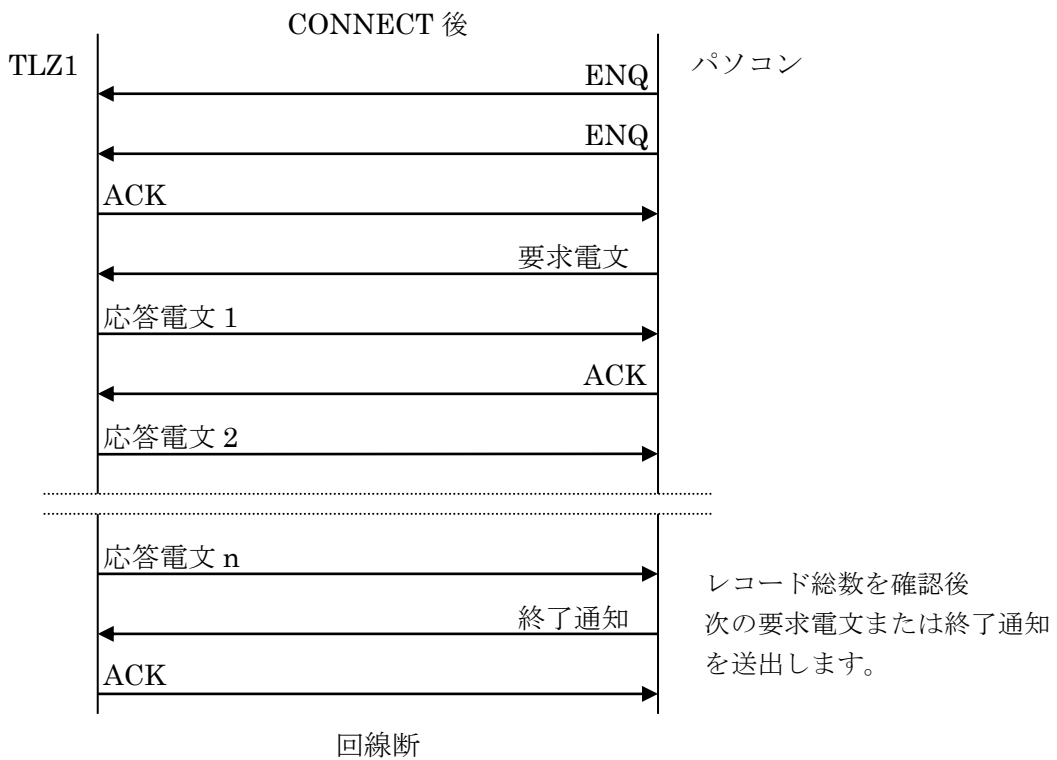 CONNECT 後
TLZ1
パソコン
ENQ
ENQ
ACK
要求電文
応答電文 1
ACK
応答電文 2
応答電文 n
終了通知
ACK
レコード総数を確認後
次の要求電文または終了通知
を送出します。
回線断